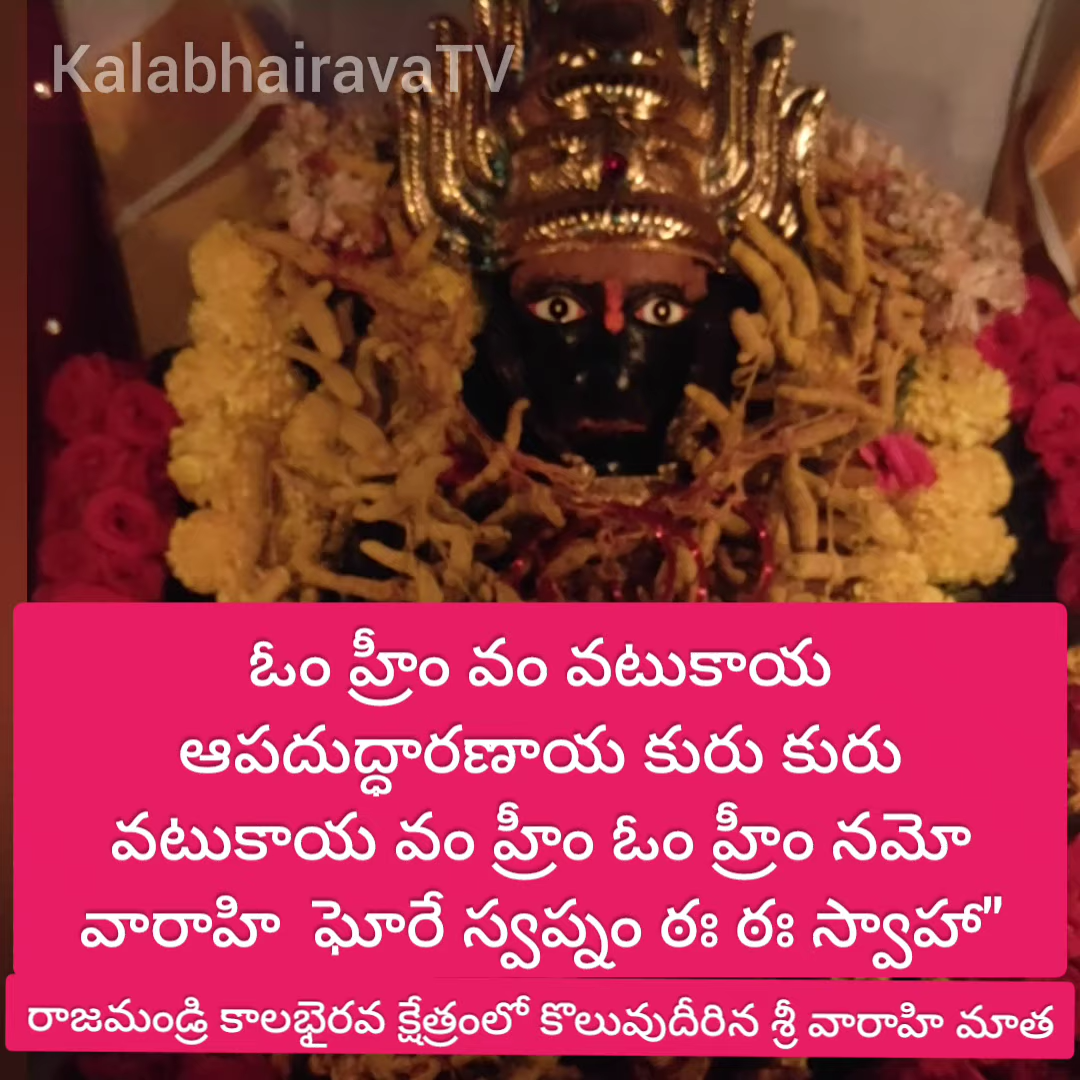 KalabhairavaTV
ఓం హ్రీం వం వటుకాయ
ఆపదుద్ధారణాయ కురు కురు
వటుకాయ వం హ్రీం ఓం హ్రీం నమో
వారాహి ఘోరే స్వప్నం ఠః ఠః స్వాహా"
రాజమండ్రి కాలభైరవ క్షేత్రంలో కొలువుదీరిన శ్రీ వారాహి మాత